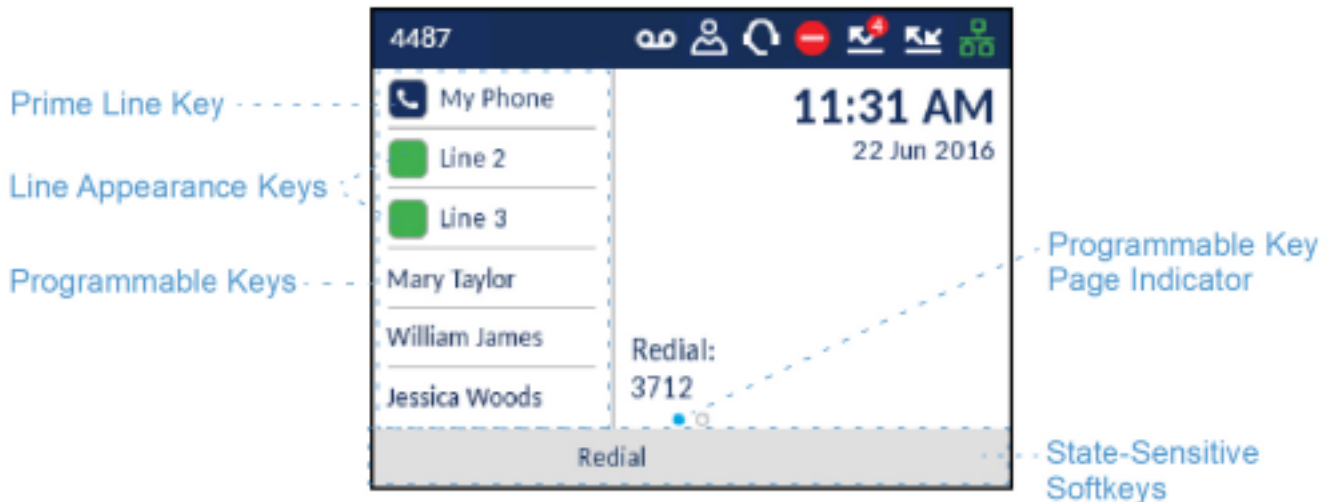 4487
4
Prime Line Key
My Phone
11:31 AM
22 Jun 2016
Line Appearance Keys
Line 2
Line 3
Programmable Keys
Mary Taylor
William James
Jessica Woods
Redial:
3712
Programmable Key
Page Indicator
Redial
State-Sensitive
Softkeys